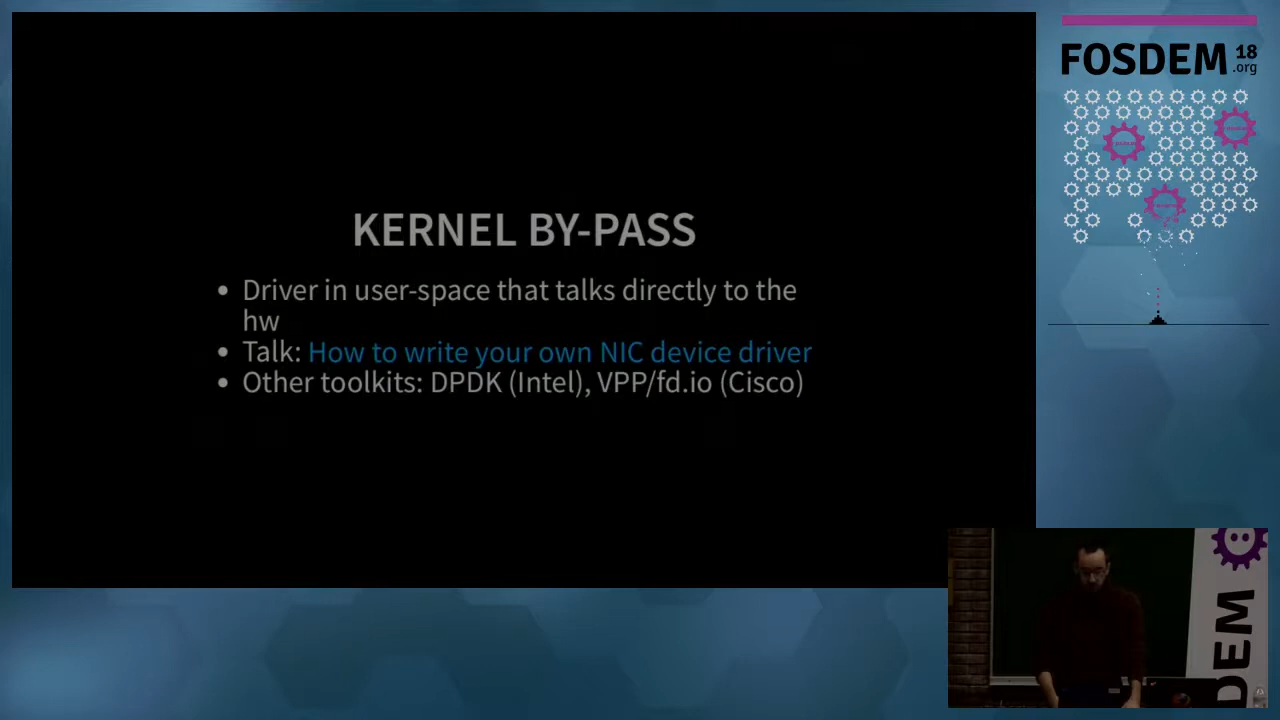 FOSDEM 18
.org
KERNEL BY-PASS
• Driver in user-space that talks directly to the
hw
• Talk: How to write your own NIC device driver
• Other toolkits: DPDK (Intel), VPP/fd.io (Cisco)
DEM